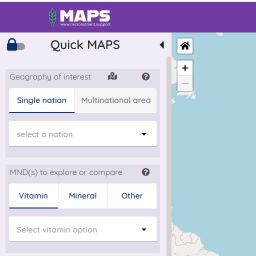 MAPS
www.micronutrient.support
Quick MAPS
Geography of interest
Single nation
Multinational area
select a nation
MND(s) to explore or compare
Vitamin
Mineral
Other
Select vitamin option